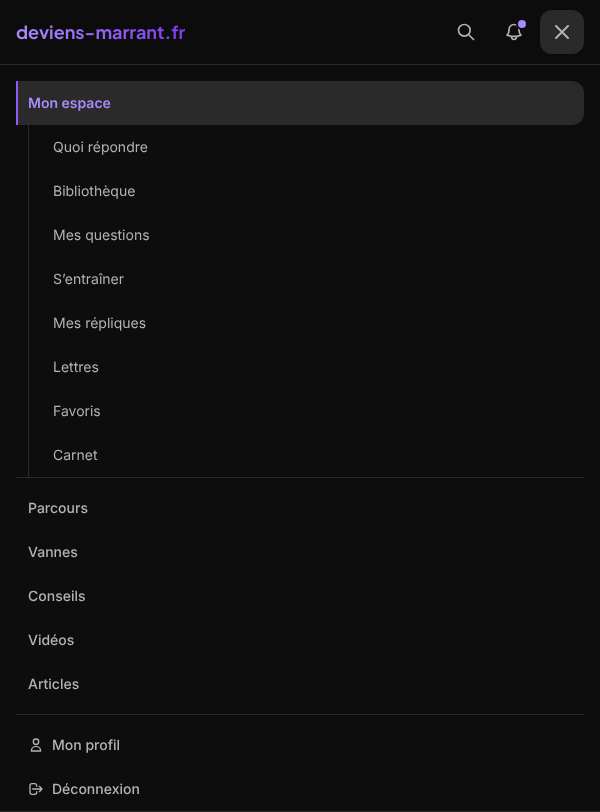 deviens-marrant.fr
Mon espace
Quoi répondre
Bibliothèque
Mes questions
S’entraîner
Mes répliques
Lettres
Favoris
Carnet
Parcours
Vannes
Conseils
Vidéos
Articles
Mon profil
Déconnexion